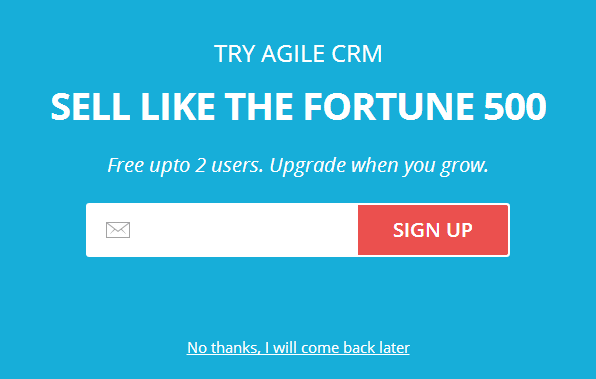 TRY AGILE CRM
SELL LIKE THE FORTUNE 500
Free upto 2 users. Upgrade when you grow.
SIGN UP
No thanks, I will come back later